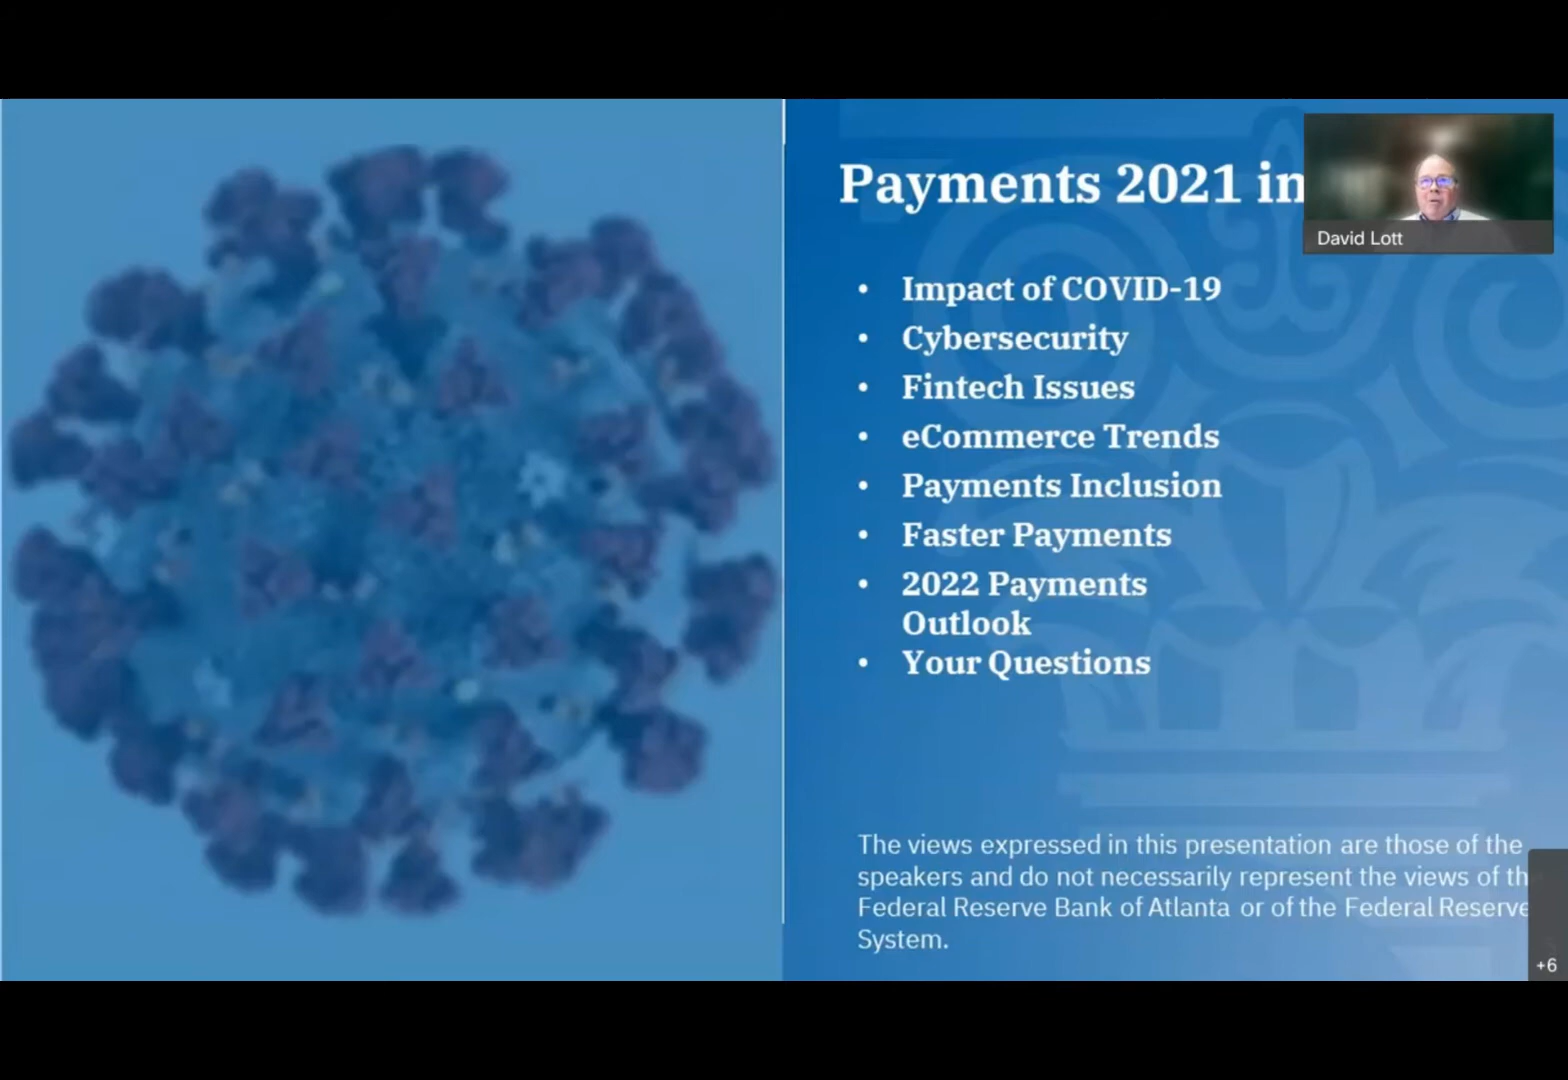 Payments 2021 in
David Lott
• Impact of COVID-19
• Cybersecurity
• Fintech Issues
• eCommerce Trends
• Payments Inclusion
• Faster Payments
• 2022 Payments
Outlook
• Your Questions
The views expressed in this presentation are those of the
speakers and do not necessarily represent the views of th
Federal Reserve Bank of Atlanta or of the Federal Reserve
System.
+6